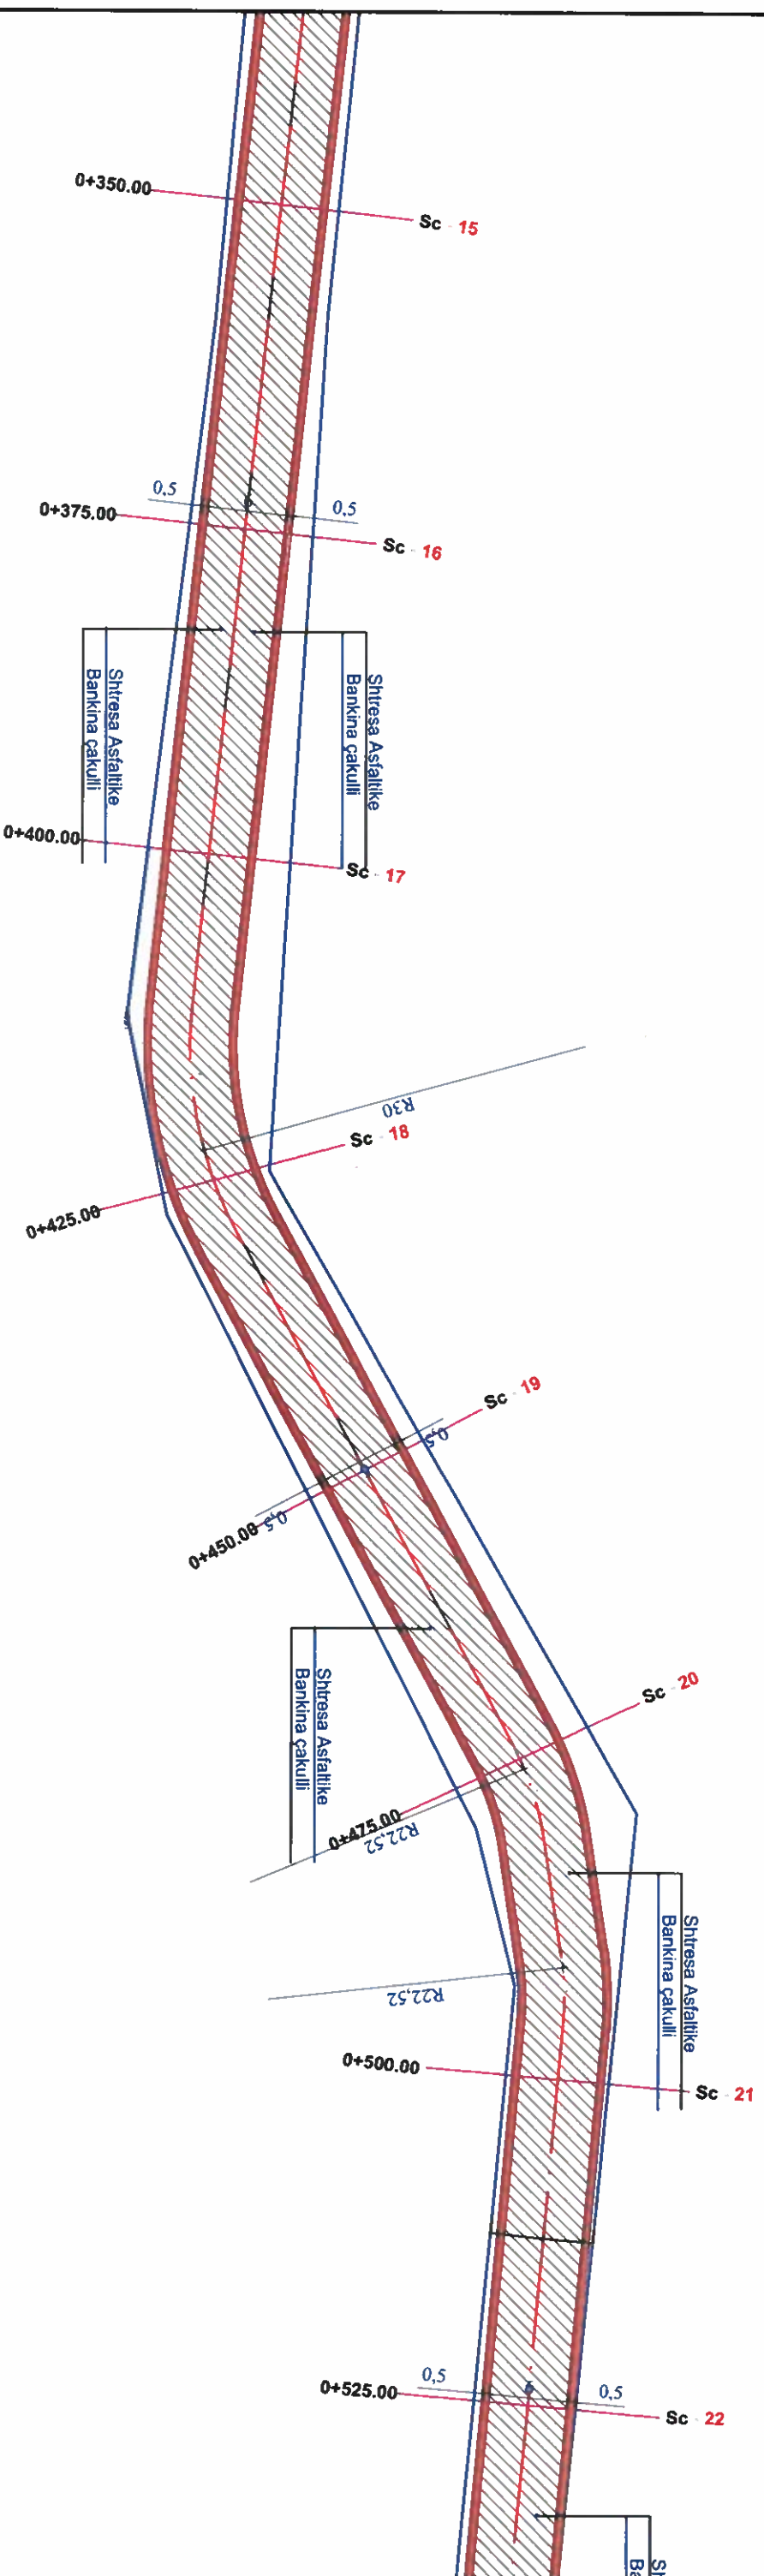 0+350.00
Sc - 15
0,5 6 0,5
0+375.00
Sc - 16
Shtresa Asfaltike
Bankina çakulli
Shtresa Asfaltike
Bankina çakulli
0+400.00
Sc - 17
R30
Sc - 18
0+425.00
Sc - 19
0,5
0,5
0+450.00
Shtresa Asfaltike
Bankina çakulli
Sc - 20
0+475.00
R22,52
Shtresa Asfaltike
Bankina çakulli
R22,52
0+500.00
Sc - 21
0,5 6 0,5
0+525.00
Sc - 22